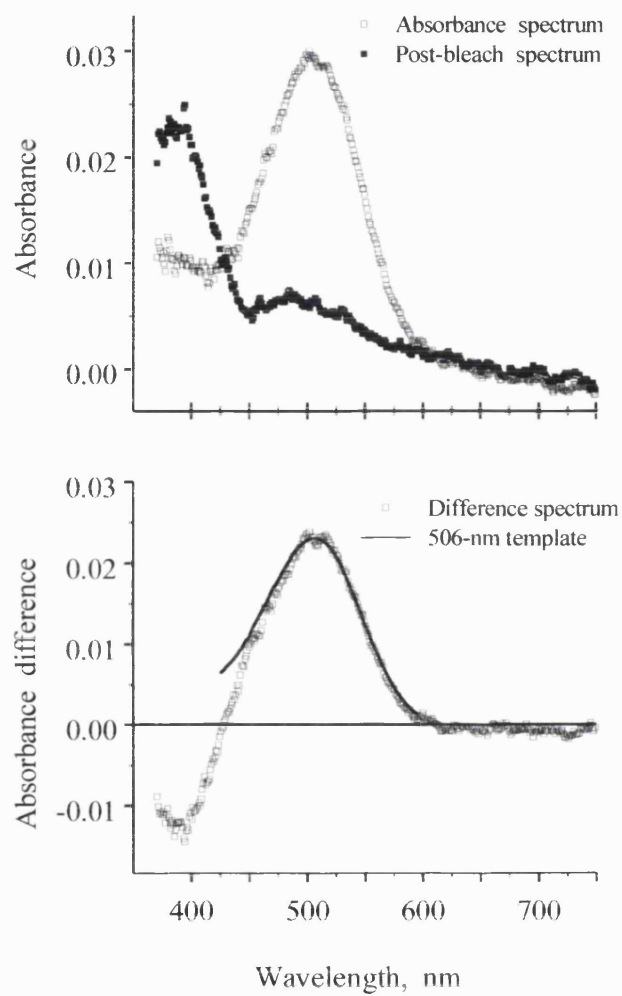 Absorbance spectrum
Post-bleach spectrum
0.03
0.02
0.01
0.00
Absorbance
Difference spectrum
506-nm template
0.03
0.02
0.01
0.00
-0.01
Absorbance difference
400 500 600 700
Wavelength, nm